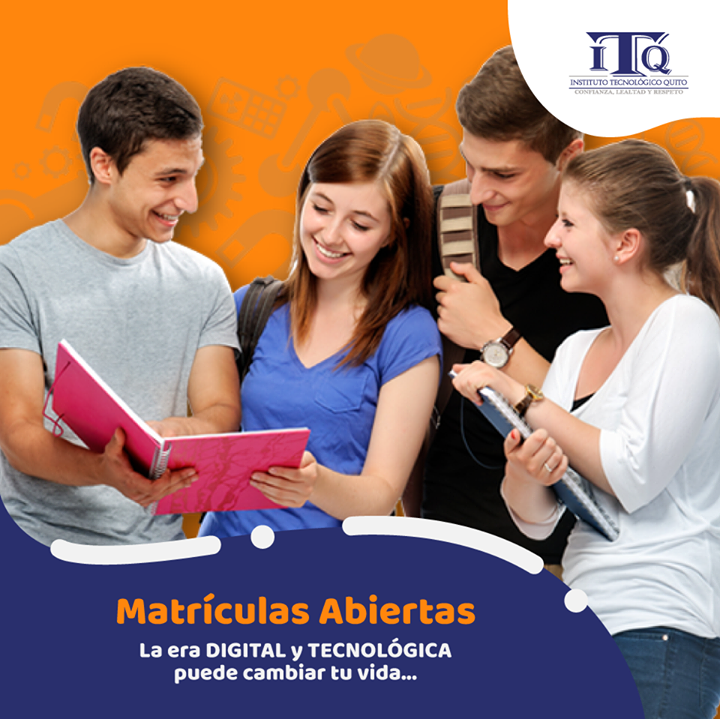 ITQ
INSTITUTO TECNOLÓGICO QUITO
CONFIANZA, LEALTAD Y RESPETO
Matrículas Abiertas
La era DIGITAL y TECNOLÓGICA
puede cambiar tu vida...